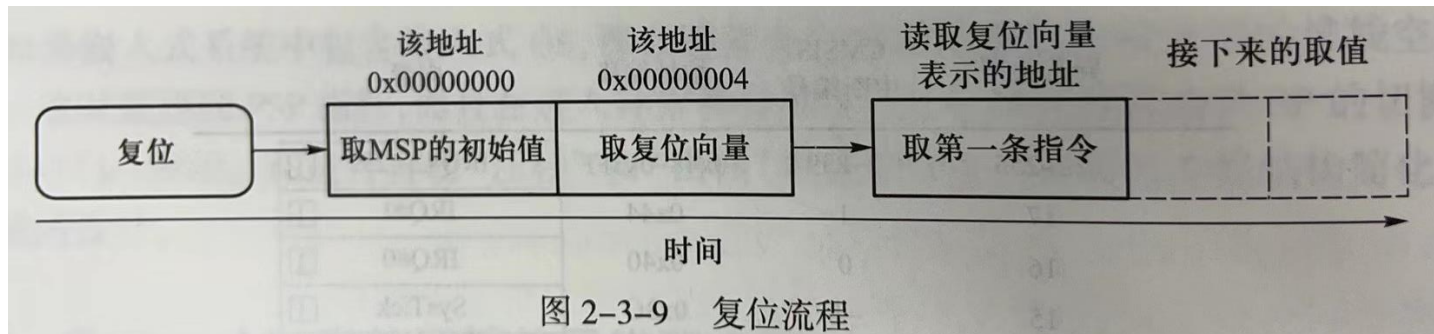 该地址
0x00000000
该地址
0x00000004
读取复位向量
表示的地址
接下来的取值
复位
取MSP的初始值
取复位向量
取第一条指令
时间
图 2-3-9 复位流程